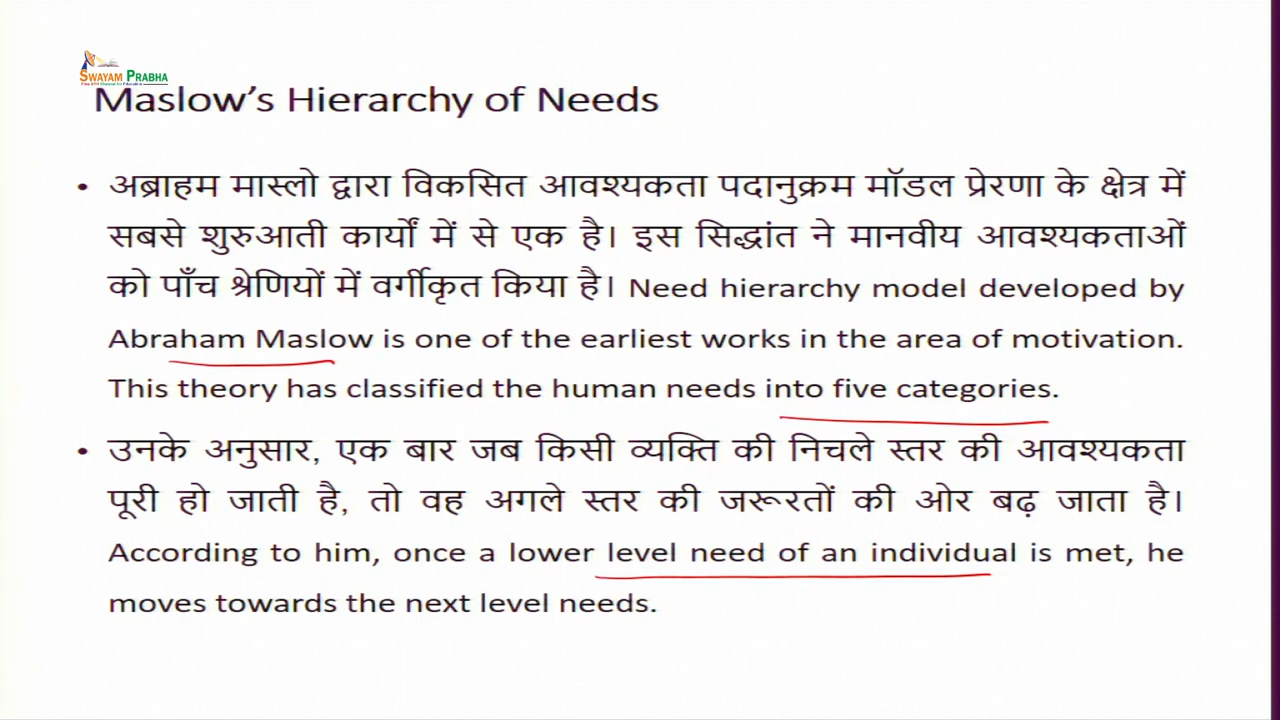 SWAYAM PRABHA
Maslow's Hierarchy of Needs
• अब्राहम मास्लो द्वारा विकसित आवश्यकता पदानुक्रम मॉडल प्रेरणा के क्षेत्र में
सबसे शुरुआती कार्यों में से एक है। इस सिद्धांत ने मानवीय आवश्यकताओं
को पाँच श्रेणियों में वर्गीकृत किया है। Need hierarchy model developed by
Abraham Maslow is one of the earliest works in the area of motivation.
This theory has classified the human needs into five categories.
• उनके अनुसार, एक बार जब किसी व्यक्ति की निचले स्तर की आवश्यकता
पूरी हो जाती है, तो वह अगले स्तर की जरूरतों की ओर बढ़ जाता है।
According to him, once a lower level need of an individual is met, he
moves towards the next level needs.